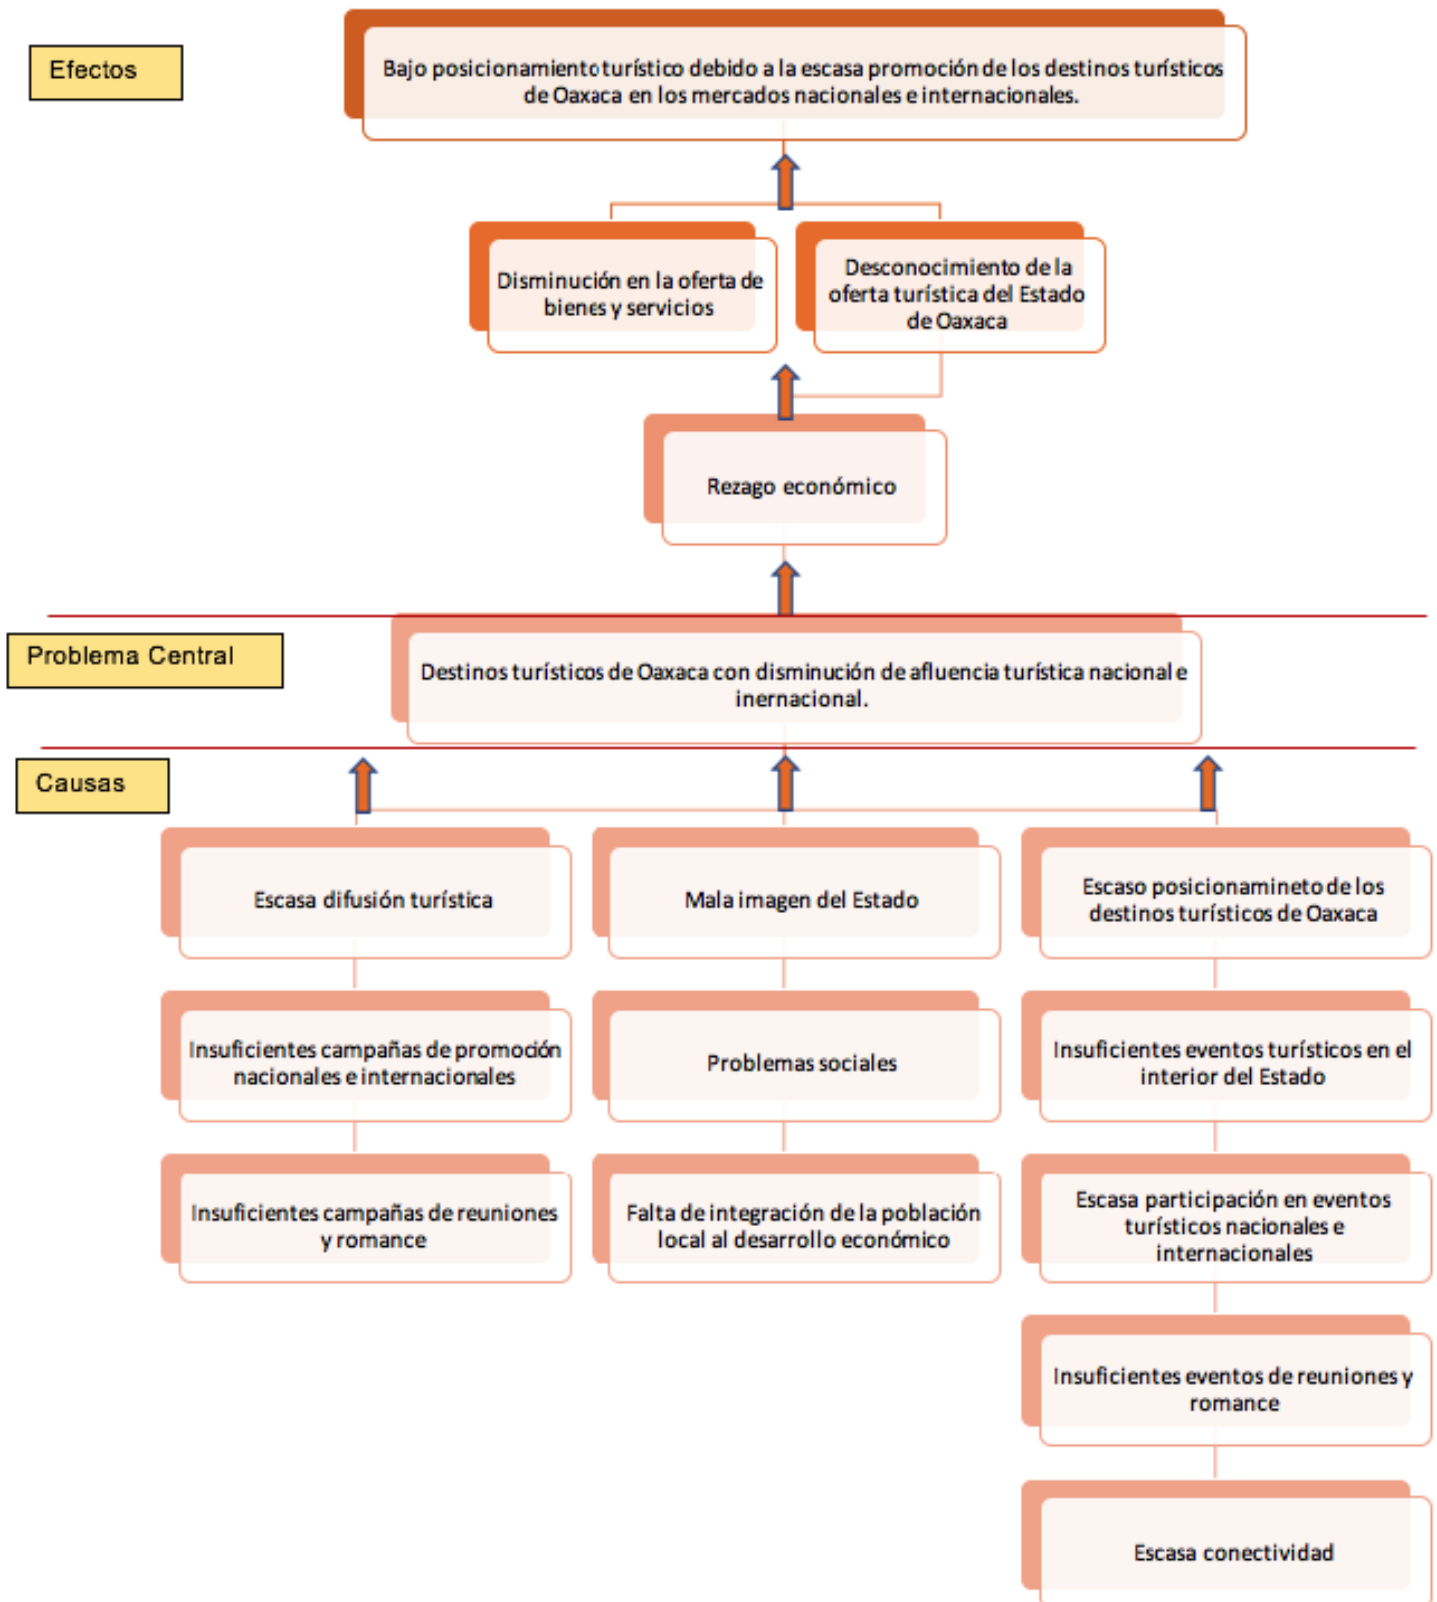 Efectos
Bajo posicionamiento turístico debido a la escasa promoción de los destinos turísticos
de Oaxaca en los mercados nacionales e internacionales.
Disminución en la oferta de
bienes y servicios
Desconocimiento de la
oferta turística del Estado
de Oaxaca
Rezago económico
Problema Central
Destinos turísticos de Oaxaca con disminución de afluencia turística nacional e
inernacional.
Causas
Escasa difusión turística
Mala imagen del Estado
Escaso posicionamineto de los
destinos turísticos de Oaxaca
Insuficientes campañas de promoción
nacionales e internacionales
Problemas sociales
Insuficientes eventos turísticos en el
interior del Estado
Insuficientes campañas de reuniones
y romance
Falta de integración de la población
local al desarrollo económico
Escasa participación en eventos
turísticos nacionales e
internacionales
Insuficientes eventos de reuniones y
romance
Escasa conectividad